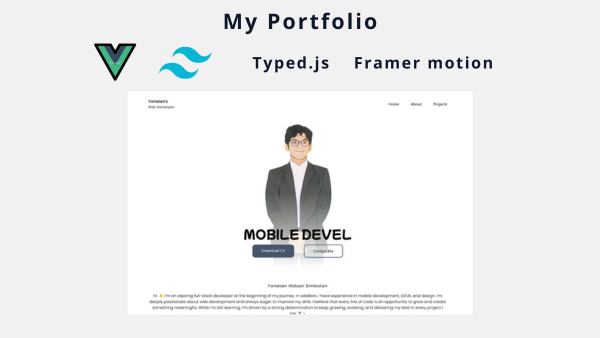 My Portfolio
Typed.js Framer motion
Yonatan's
Web Developer
Home About Projects
MOBILE DEVEL
Download CV Contact Me
Yonatan Hidson Simbolon
Hi 👋 I'm an aspiring full-stack developer at the beginning of my journey. In addition, I have experience in mobile development, UI/UX, and design. I'm
deeply passionate about web development and always eager to improve my skills. I believe that every line of code is an opportunity to grow and create
something meaningful. While I'm still learning, I'm driven by a strong determination to keep growing, evolving, and delivering my best in every project I